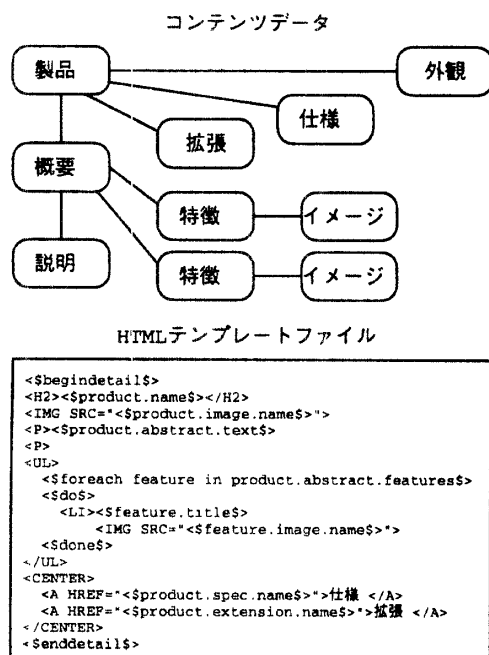 コンテンツデータ
製品
外観
仕様
拡張
概要
特徴
イメージ
説明
特徴
イメージ
HTMLテンプレートファイル
<$begindetail$>
<H2><$product.name$></H2>
<IMG SRC="<$product.image.name$>">
<P><$product.abstract.text$>
<P>
<UL>
<$foreach feature in product.abstract.features$>
<$do$>
<LI><$feature.title$>
<IMG SRC="<$feature.image.name$>">
<$done$>
</UL>
<CENTER>
<A HREF="<$product.spec.name$>">仕様 </A>
<A HREF="<$product.extension.name$>">拡張 </A>
</CENTER>
<$enddetail$>